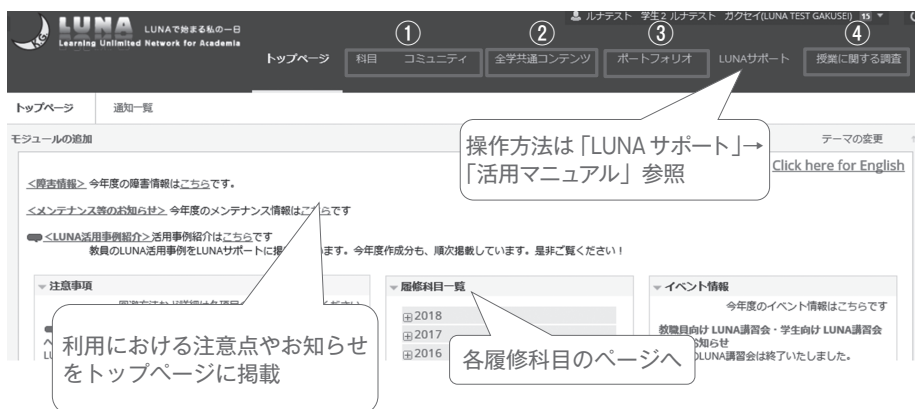 LUNA LUNAで始まる私の一日
Learning Unlimited Network for Academia
ルナテスト 学生2 ルナテスト ガクセイ(LUNA TEST GAKUSEI) 15
① ② ③ ④
トップページ 科目 コミュニティ 全学共通コンテンツ ポートフォリオ LUNAサポート 授業に関する調査
トップページ 通知一覧
モジュールの追加 テーマの変更
操作方法は「LUNA サポート」→
「活用マニュアル」参照
Click here for English
<障害情報> 今年度の障害情報はこちらです。
<メンテナンス等のお知らせ> 今年度のメンテナンス情報はこちらです
<LUNA活用事例紹介> 活用事例紹介はこちらです
教員のLUNA活用事例をLUNAサポートに掲 います。今年度作成分も、順次掲載しています。是非ご覧ください！
注意事項 履修科目一覧 イベント情報
今年度のイベント情報はこちらです
2018
2017
2016
教職員向け LUNA講習会・学生向け LUNA講習会
知らせ
LUNA講習会は終了いたしました。
利用における注意点やお知らせ
をトップページに掲載
各履修科目のページへ